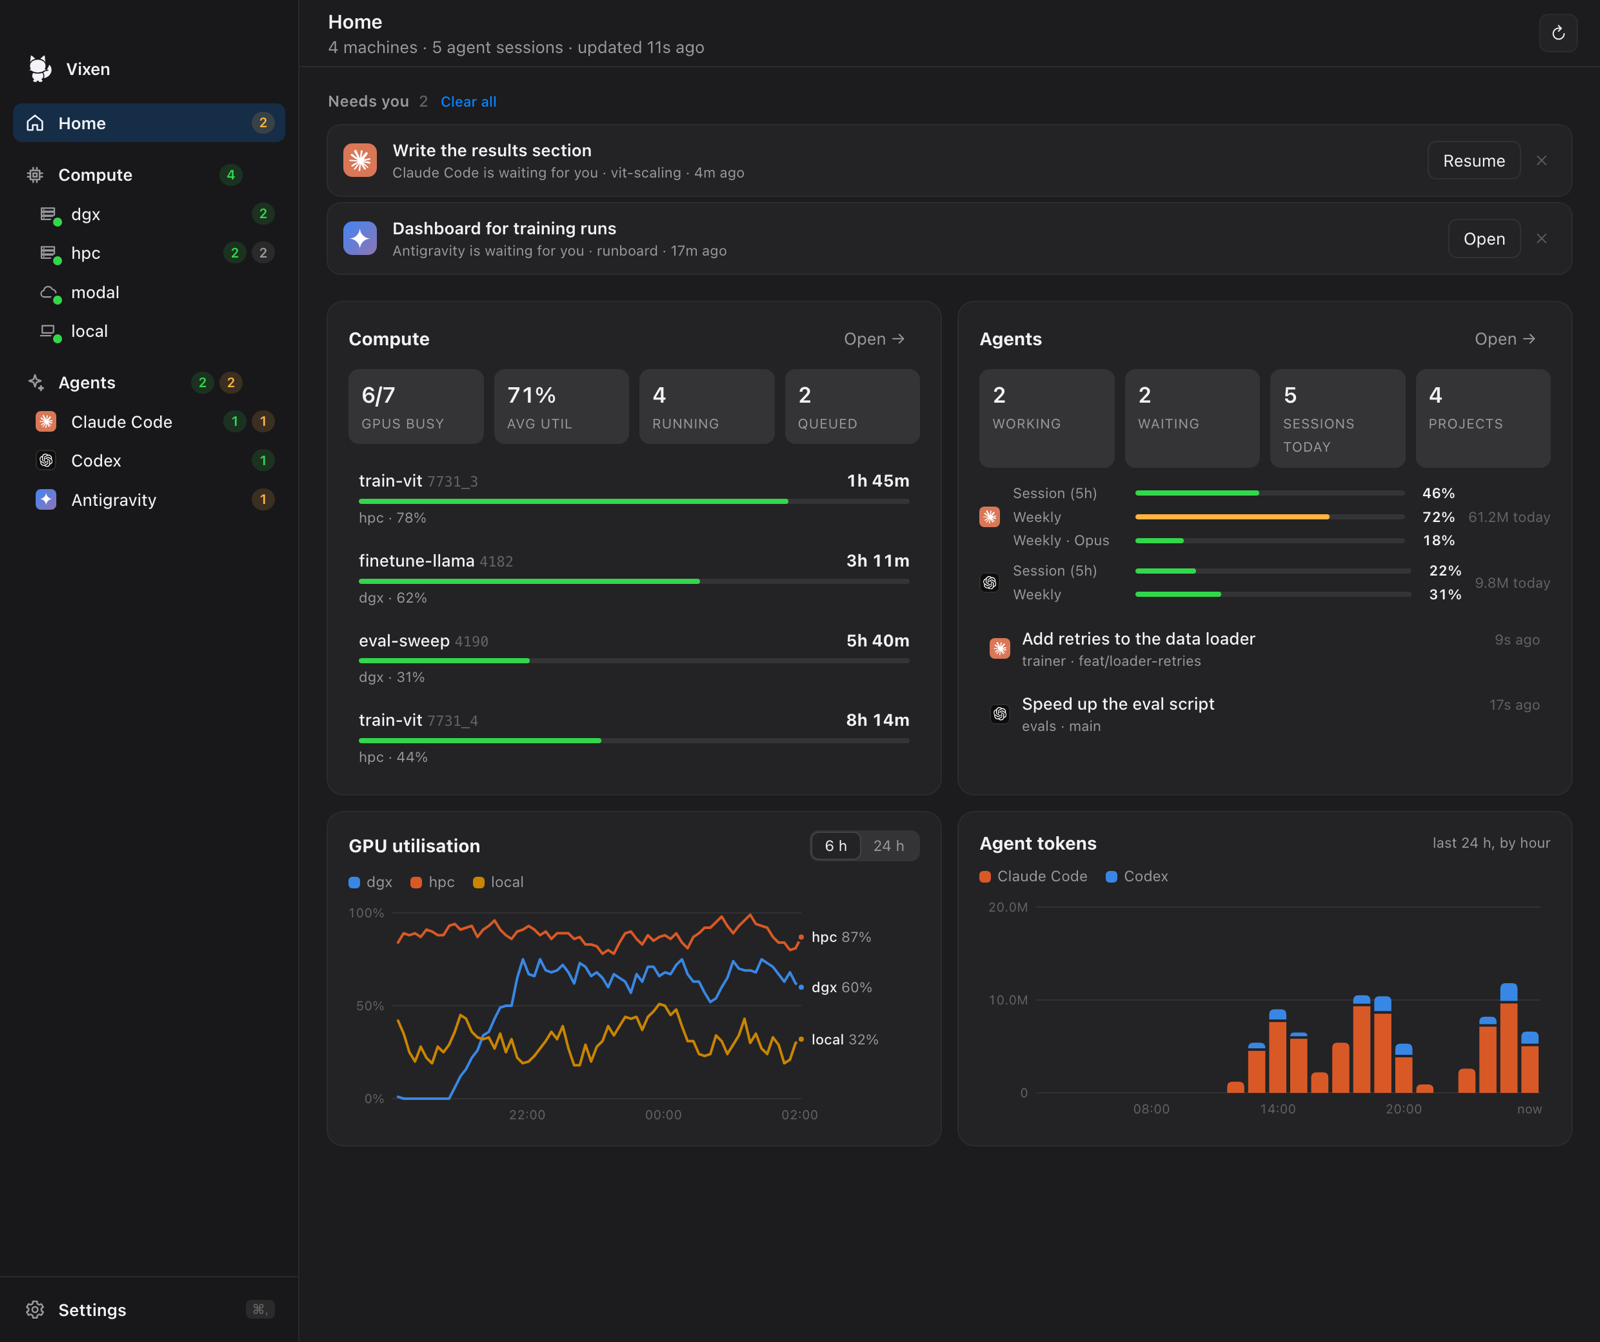 Vixen
Home 2
Compute 4
dgx 2
hpc 2 2
modal
local
Agents 2 2
Claude Code 1 1
Codex 1
Antigravity 1
Settings ⌘,
Home
4 machines · 5 agent sessions · updated 11s ago
Needs you 2 Clear all
Write the results section
Claude Code is waiting for you · vit-scaling · 4m ago
Resume
Dashboard for training runs
Antigravity is waiting for you · runboard · 17m ago
Open
Compute Open →
6/7 71% 4 2
GPUS BUSY AVG UTIL RUNNING QUEUED
train-vit 7731_3 1h 45m
hpc · 78%
finetune-llama 4182 3h 11m
dgx · 62%
eval-sweep 4190 5h 40m
dgx · 31%
train-vit 7731_4 8h 14m
hpc · 44%
Agents Open →
2 2 5 4
WORKING WAITING SESSIONS TODAY PROJECTS
Session (5h) 46%
Weekly 72% 61.2M today
Weekly · Opus 18%
Session (5h) 22%
9.8M today
Weekly 31%
Add retries to the data loader 9s ago
trainer · feat/loader-retries
Speed up the eval script 17s ago
evals · main
GPU utilisation 6 h 24 h
dgx hpc local
100%
hpc 87%
dgx 60%
50%
local 32%
0%
22:00 00:00 02:00
Agent tokens last 24 h, by hour
Claude Code Codex
20.0M
10.0M
0
08:00 14:00 20:00 now